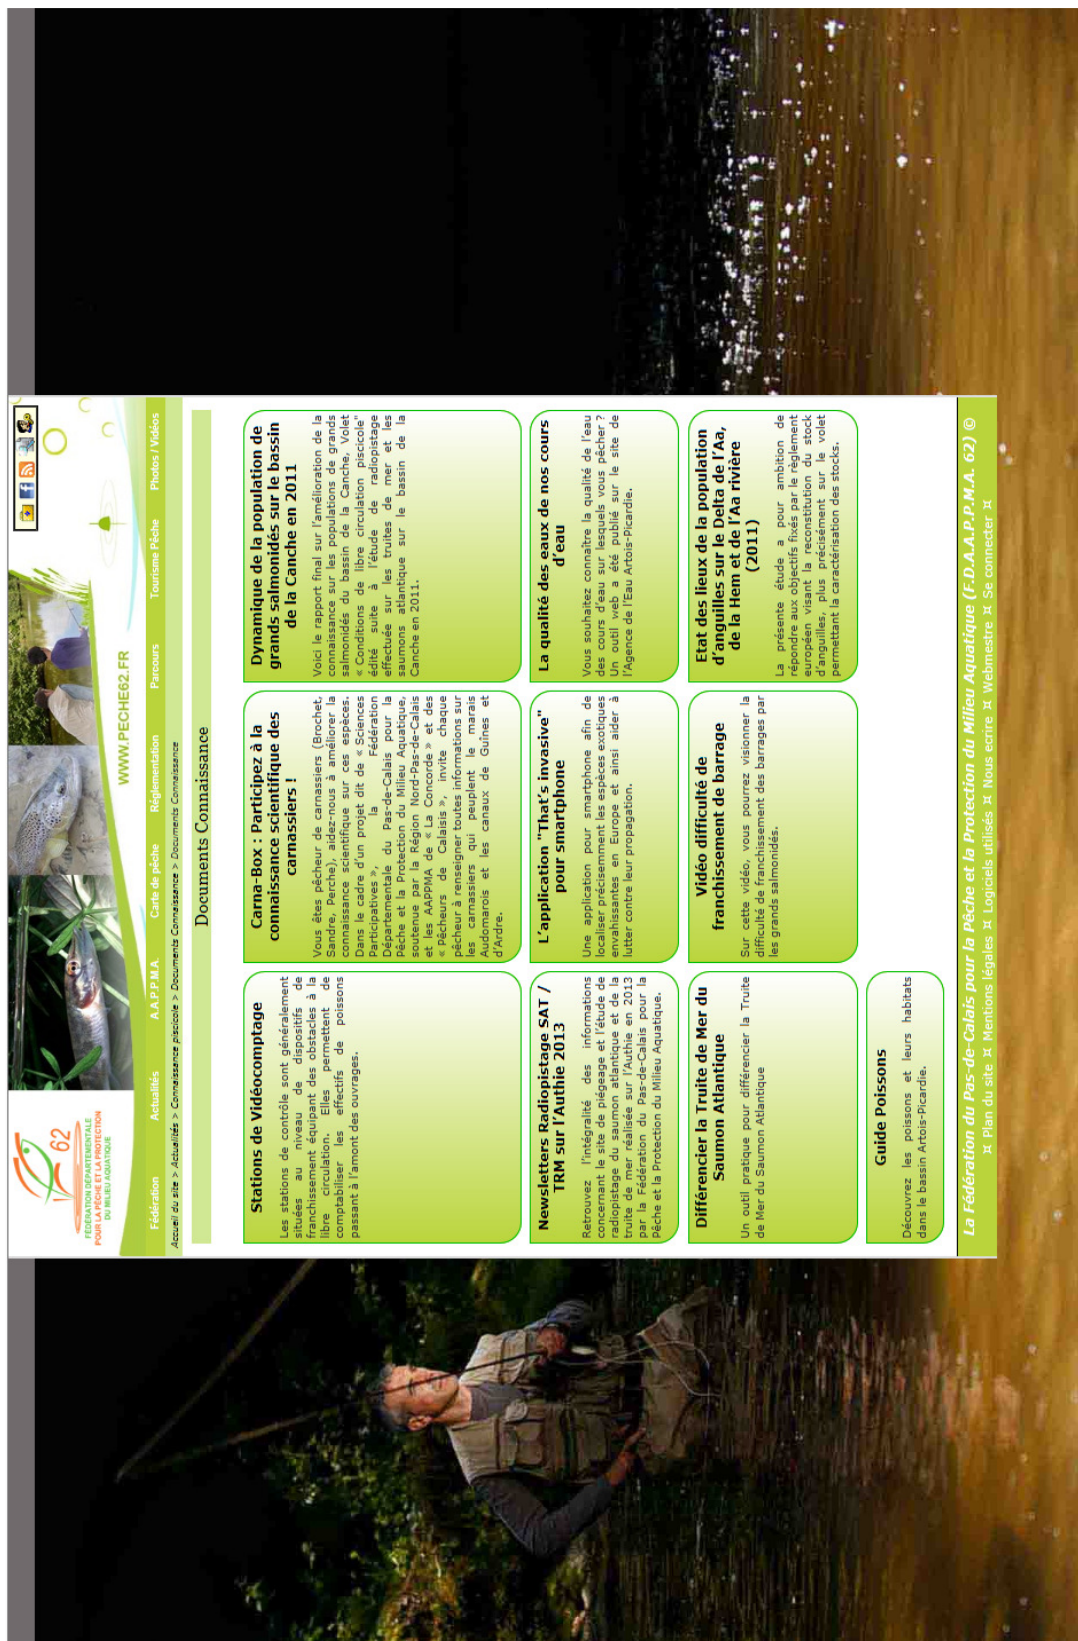 62
FÉDÉRATION DÉPARTEMENTALE
POUR LA PÊCHE ET LA PROTECTION
DU MILIEU AQUATIQUE
WWW.PECHE62.FR
Fédération Actualités A.A.P.P.M.A. Carte de pêche Réglementation Parcours Tourisme Pêche Photos / Vidéos
Accueil du site > Actualités > Connaissance piscicole > Documents Connaissance > Documents Connaissance
Documents Connaissance
Stations de Vidéocomptage
Les stations de contrôle sont généralement
situées au niveau de dispositifs de
franchissement équipant des obstacles à la
libre circulation. Elles permettent de
comptabiliser les effectifs de poissons
passant à l'amont des ouvrages.
Carna-Box : Participez à la
connaissance scientifique des
carnassiers !
Vous êtes pêcheur de carnassiers (Brochet,
Sandre, Perche), aidez-nous à améliorer la
connaissance scientifique sur ces espèces.
Dans le cadre d'un projet dit de « Sciences
Participatives », la Fédération
Départementale du Pas-de-Calais pour la
Pêche et la Protection du Milieu Aquatique,
soutenue par la Région Nord-Pas-de-Calais
et les AAPPMA de « La Concorde » et des
« Pêcheurs de Calaisis », invite chaque
pêcheur à renseigner toutes informations sur
les carnassiers qui peuplent le marais
Audomarois et les canaux de Guînes et
d'Ardre.
Dynamique de la population de
grands salmonidés sur le bassin
de la Canche en 2011
Voici le rapport final sur l'amélioration de la
connaissance sur les populations de grands
salmonidés du bassin de la Canche, Volet
« Conditions de libre circulation piscicole"
édité suite à l'étude de radiopistage
effectuée sur les truites de mer et les
saumons atlantique sur le bassin de la
Canche en 2011.
Newsletters Radiopistage SAT /
TRM sur l'Authie 2013
Retrouvez l'intégralité des informations
concernant le site de piégeage et l'étude de
radiopistage du saumon atlantique et de la
truite de mer réalisée sur l'Authie en 2013
par la Fédération du Pas-de-Calais pour la
Pêche et la Protection du Milieu Aquatique.
L'application "That's invasive"
pour smartphone
Une application pour smartphone afin de
localiser précisemment les espèces exotiques
envahissantes en Europe et ainsi aider à
lutter contre leur propagation.
La qualité des eaux de nos cours
d'eau
Vous souhaitez connaître la qualité de l'eau
des cours d'eau sur lesquels vous pêcher ?
Un outil web a été publié sur le site de
l'Agence de l'Eau Artois-Picardie.
Différencier la Truite de Mer du
Saumon Atlantique
Un outil pratique pour différencier la Truite
de Mer du Saumon Atlantique
Vidéo difficulté de
franchissement de barrage
Sur cette vidéo, vous pourrez visionner la
difficulté de franchissement des barrages par
les grands salmonidés.
Etat des lieux de la population
d'anguilles sur le Delta de l'Aa,
de la Hem et de l'Aa rivière
(2011)
La présente étude a pour ambition de
répondre aux objectifs fixés par le règlement
européen visant la reconstitution du stock
d'anguilles, plus précisément sur le volet
permettant la caractérisation des stocks.
Guide Poissons
Découvrez les poissons et leurs habitats
dans le bassin Artois-Picardie.
La Fédération du Pas-de-Calais pour la Pêche et la Protection du Milieu Aquatique (F.D.A.A.P.P.M.A. 62) ©
¤ Plan du site ¤ Mentions légales ¤ Logiciels utilisés ¤ Nous ecrire ¤ Webmestre ¤ Se connecter ¤